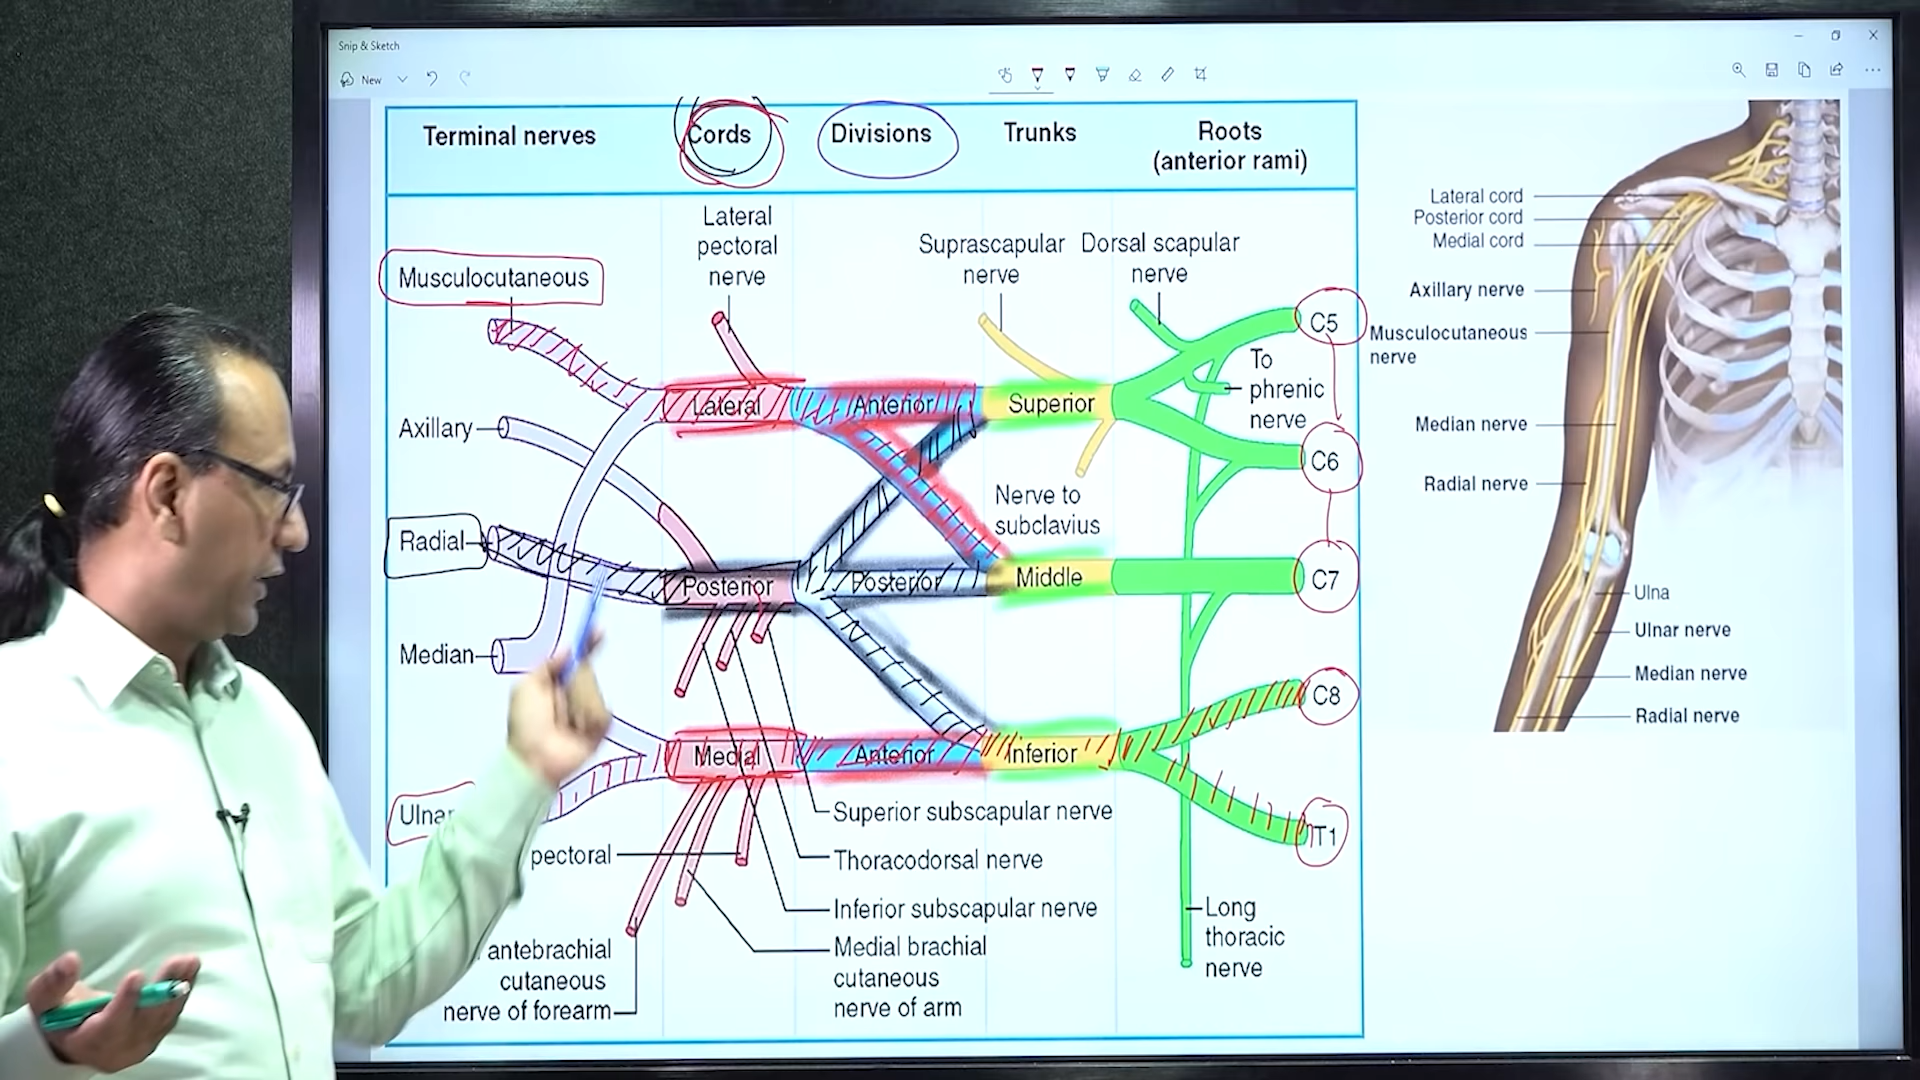 Snip & Sketch
New
Terminal nerves
Cords
Divisions
Trunks
Roots
(anterior rami)
Lateral
pectoral
nerve
Suprascapular
nerve
Dorsal scapular
nerve
Musculocutaneous
C5
To
phrenic
nerve
Lateral
Anterior
Superior
Axillary
C6
Nerve to
subclavius
Radial
Posterior
Posterior
Middle
C7
Median
C8
Medial
Anterior
Inferior
Ulnar
T1
Superior subscapular nerve
pectoral
Thoracodorsal nerve
Inferior subscapular nerve
Long
thoracic
nerve
antebrachial
cutaneous
nerve of forearm
Medial brachial
cutaneous
nerve of arm
Lateral cord
Posterior cord
Medial cord
Axillary nerve
Musculocutaneous
nerve
Median nerve
Radial nerve
Ulna
Ulnar nerve
Median nerve
Radial nerve